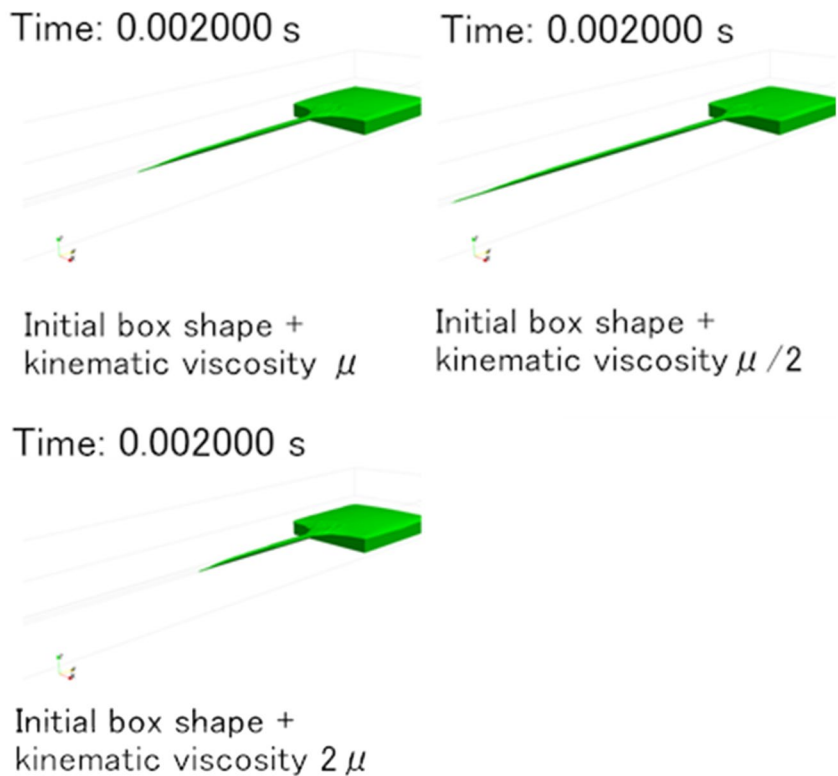 Time: 0.002000 s
Time: 0.002000 s
Initial box shape +
kinematic viscosity μ
Initial box shape +
kinematic viscosity μ/2
Time: 0.002000 s
Initial box shape +
kinematic viscosity 2μ